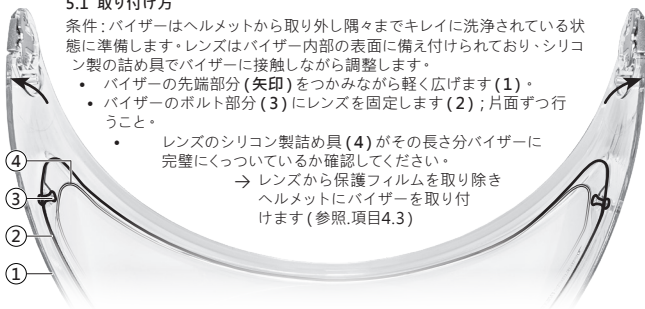 5.1 取り付け方
条件：バイザーはヘルメットから取り外し隅々までキレイに洗浄されている状
態に準備します。レンズはバイザー内部の表面に備え付けられており、シリコ
ン製の詰め具でバイザーに接触しながら調整します。
• バイザーの先端部分 (矢印) をつかみながら軽く広げます (1) 。
• バイザーのボルト部分 (3) にレンズを固定します (2) ; 片面ずつ行
うこと。
• レンズのシリコン製詰め具 (4) がその長さ分バイザーに
完璧にくっついているか確認してください。
→ レンズから保護フィルムを取り除き
ヘルメットにバイザーを取り付
けます (参照.項目4.3)
4
3
2
1